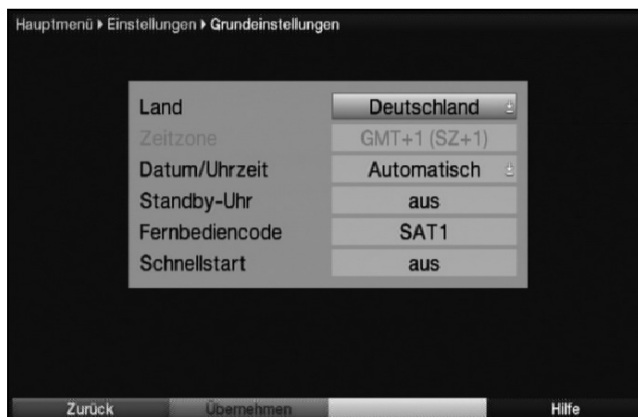 Hauptmenü ▸ Einstellungen ▸ Grundeinstellungen
Land Deutschland
Zeitzone GMT+1 (SZ+1)
Datum/Uhrzeit Automatisch
Standby-Uhr aus
Fernbediencode SAT1
Schnellstart aus
Zurück Übernehmen Hilfe